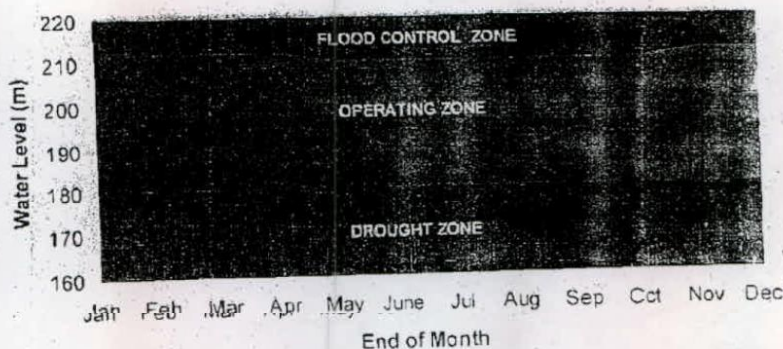 220
210
200
190
180
170
160
Water Level (m)
FLOOD CONTROL ZONE
OPERATING ZONE
DROUGHT ZONE
Jan Feb Mar Apr May June Jul Aug Sep Oct Nov Dec
End of Month